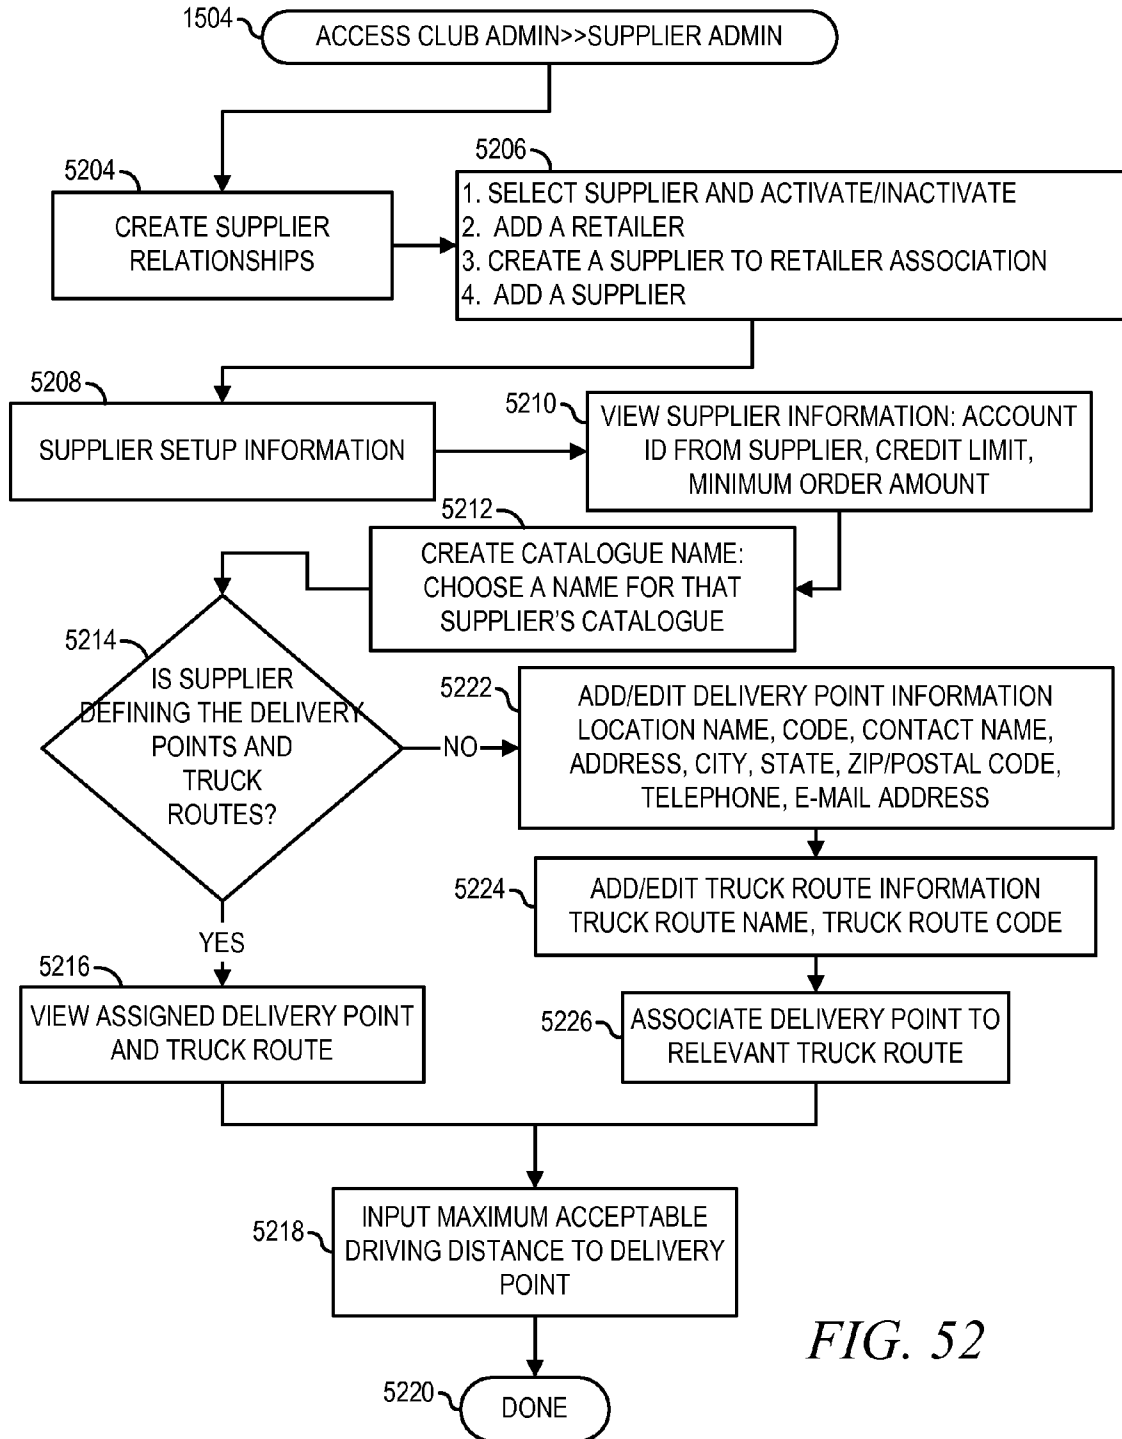 1504
ACCESS CLUB ADMIN>>SUPPLIER ADMIN
5204
CREATE SUPPLIER
RELATIONSHIPS
5206
1. SELECT SUPPLIER AND ACTIVATE/INACTIVATE
2. ADD A RETAILER
3. CREATE A SUPPLIER TO RETAILER ASSOCIATION
4. ADD A SUPPLIER
5208
SUPPLIER SETUP INFORMATION
5210
VIEW SUPPLIER INFORMATION: ACCOUNT
ID FROM SUPPLIER, CREDIT LIMIT,
MINIMUM ORDER AMOUNT
5212
CREATE CATALOGUE NAME:
CHOOSE A NAME FOR THAT
SUPPLIER'S CATALOGUE
5214
IS SUPPLIER
DEFINING THE DELIVERY
POINTS AND
TRUCK
ROUTES?
NO
5222
ADD/EDIT DELIVERY POINT INFORMATION
LOCATION NAME, CODE, CONTACT NAME,
ADDRESS, CITY, STATE, ZIP/POSTAL CODE,
TELEPHONE, E-MAIL ADDRESS
5224
ADD/EDIT TRUCK ROUTE INFORMATION
TRUCK ROUTE NAME, TRUCK ROUTE CODE
YES
5216
VIEW ASSIGNED DELIVERY POINT
AND TRUCK ROUTE
5226
ASSOCIATE DELIVERY POINT TO
RELEVANT TRUCK ROUTE
5218
INPUT MAXIMUM ACCEPTABLE
DRIVING DISTANCE TO DELIVERY
POINT
5220
DONE
FIG. 52